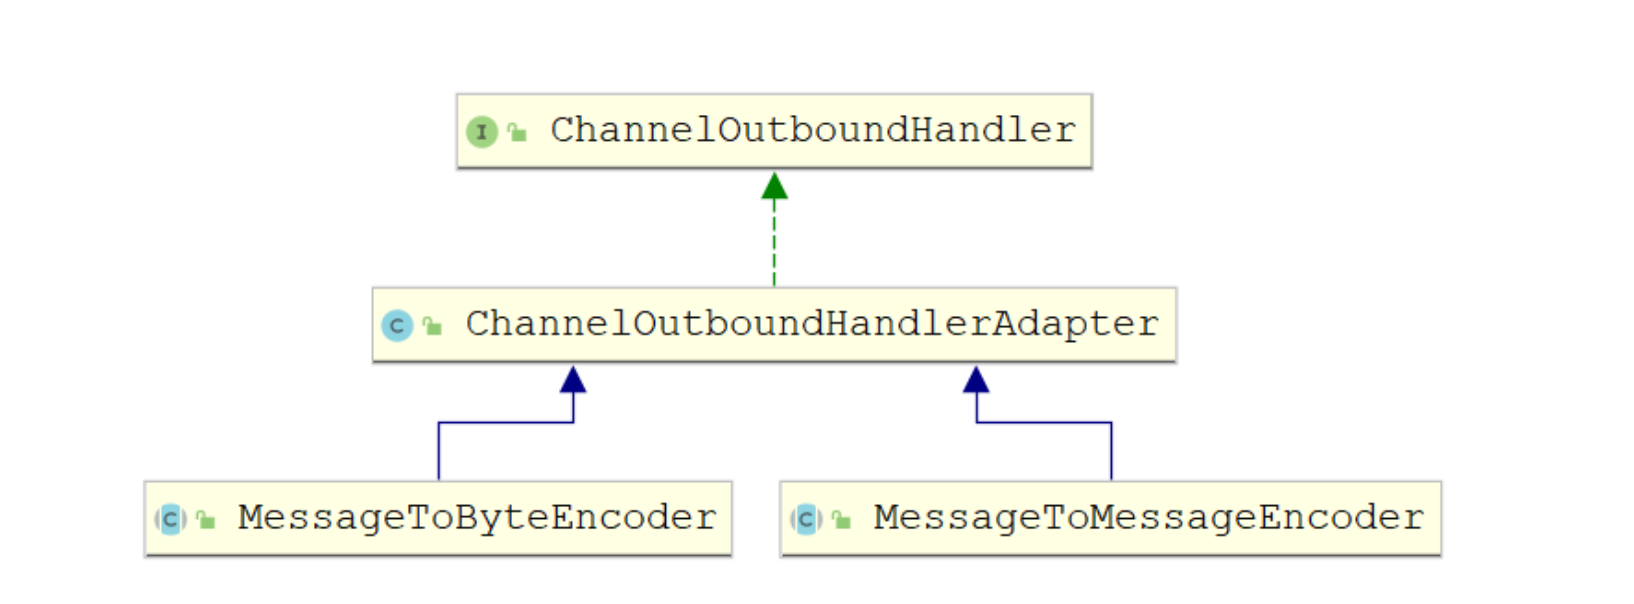 I ChannelOutboundHandler
C ChannelOutboundHandlerAdapter
C MessageToByteEncoder
C MessageToMessageEncoder